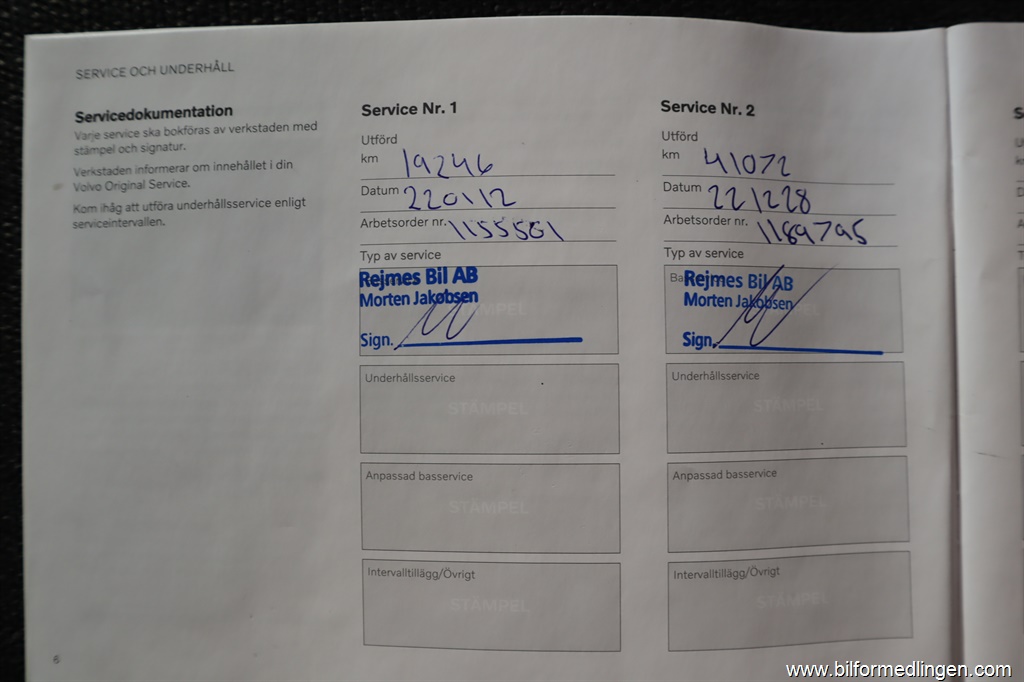 SERVICE OCH UNDERHÅLL
Servicedokumentation
Varje service ska bokföras av verkstaden med
stämpel och signatur.
Verkstaden informerar om innehållet i din
Volvo Original Service.
Kom ihåg att utföra underhållsservice enligt
serviceintervallen.
6
Service Nr. 1
Utförd
km 19246
Datum 220112
Arbetsorder nr. 1155561
Typ av service
Rejmes Bil AB
Morten Jakobsen
STÄMPEL
Sign.
Underhållsservice
STÄMPEL
Anpassad basservice
STÄMPEL
Intervalltillägg/Övrigt
STÄMPEL
Service Nr. 2
Utförd
km 41072
Datum 221228
Arbetsorder nr. 1189795
Typ av service
Ba
Rejmes Bil AB
Morten Jakobsen
Sign.
Underhållsservice
STÄMPEL
Anpassad basservice
STÄMPEL
Intervalltillägg/Övrigt
STÄMPEL
www.bilformedlingen.com